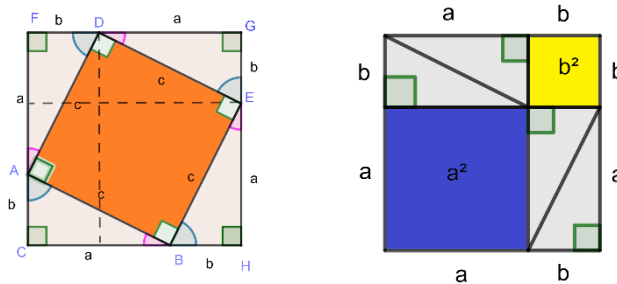 F b D a G
b
a c E
A
c c a
b
C a B b H
a b
b b² b
a a² a
a b